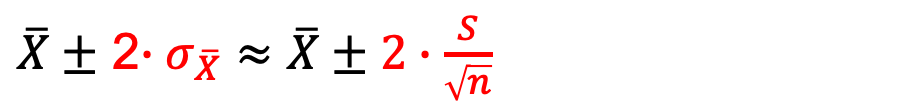 X̄ ± 2· σ_X̄ ≈ X̄ ± 2 · S/√n